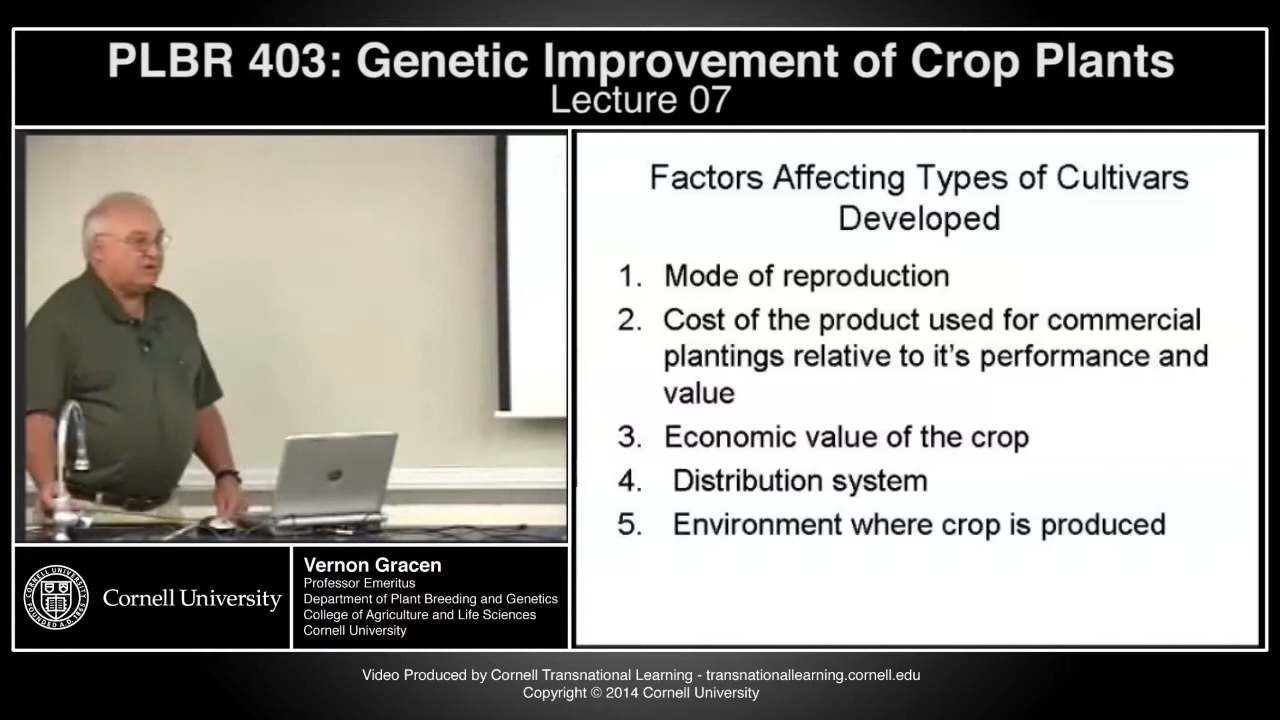 PLBR 403: Genetic Improvement of Crop Plants
Lecture 07
Factors Affecting Types of Cultivars
Developed
1. Mode of reproduction
2. Cost of the product used for commercial
plantings relative to it's performance and
value
3. Economic value of the crop
4. Distribution system
5. Environment where crop is produced
Cornell University
Vernon Gracen
Professor Emeritus
Department of Plant Breeding and Genetics
College of Agriculture and Life Sciences
Cornell University
Video Produced by Cornell Transnational Learning - transnationallearning.cornell.edu
Copyright © 2014 Cornell University